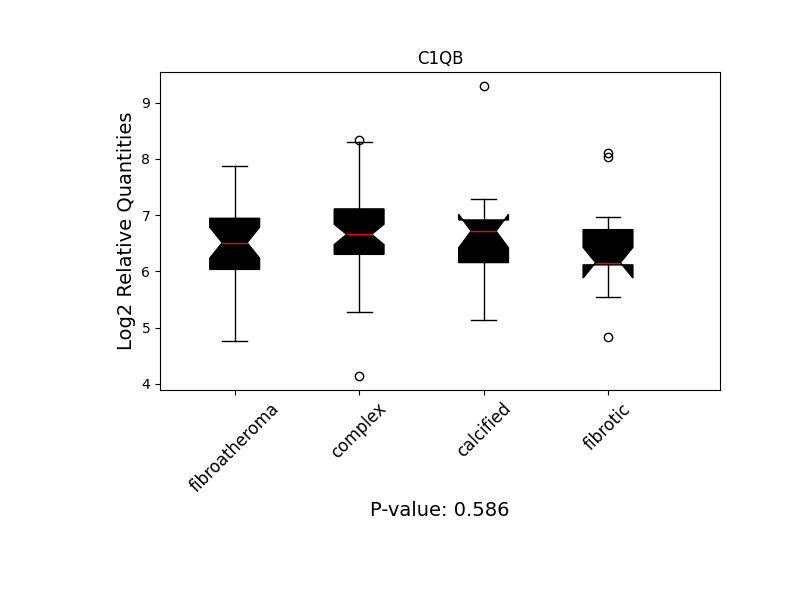 C1QB
Log2 Relative Quantities
9
8
7
6
5
4
fibroatheroma
complex
calcified
fibrotic
P-value: 0.586